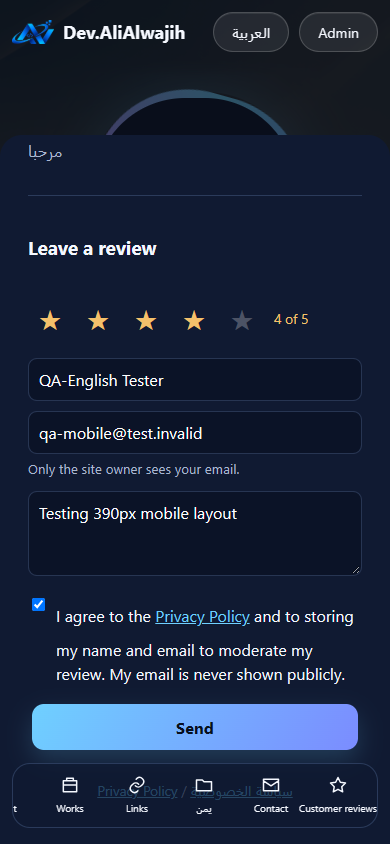 Dev.AliAlwajih
العربية
Admin
مرحبا
Leave a review
4 of 5
QA-English Tester
qa-mobile@test.invalid
Only the site owner sees your email.
Testing 390px mobile layout
I agree to the Privacy Policy and to storing
my name and email to moderate my
review. My email is never shown publicly.
Send
Privacy Policy / سياسة الخصوصية
t
Works
Links
يمن
Contact
Customer reviews